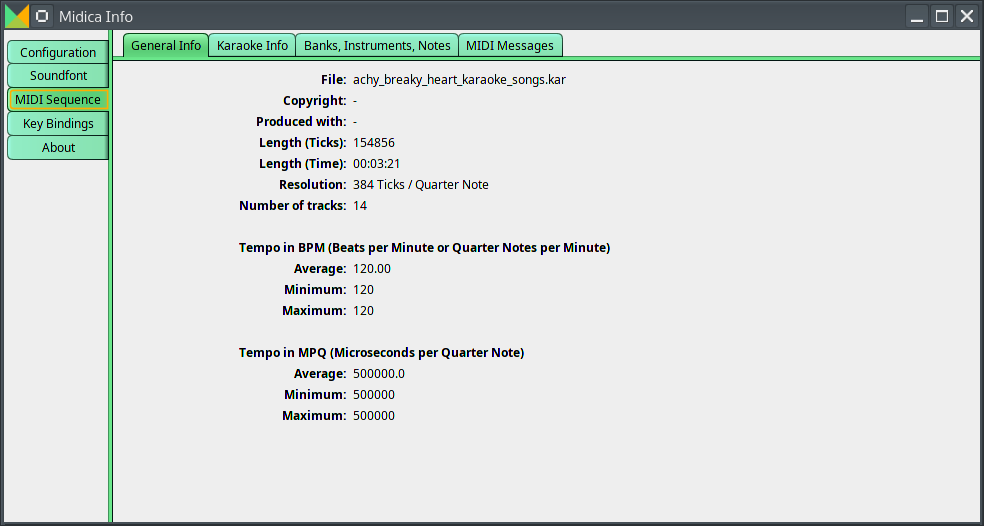 Midica Info
Configuration
Soundfont
MIDI Sequence
Key Bindings
About
General Info Karaoke Info Banks, Instruments, Notes MIDI Messages
File: achy_breaky_heart_karaoke_songs.kar
Copyright: -
Produced with: -
Length (Ticks): 154856
Length (Time): 00:03:21
Resolution: 384 Ticks / Quarter Note
Number of tracks: 14
Tempo in BPM (Beats per Minute or Quarter Notes per Minute)
Average: 120.00
Minimum: 120
Maximum: 120
Tempo in MPQ (Microseconds per Quarter Note)
Average: 500000.0
Minimum: 500000
Maximum: 500000